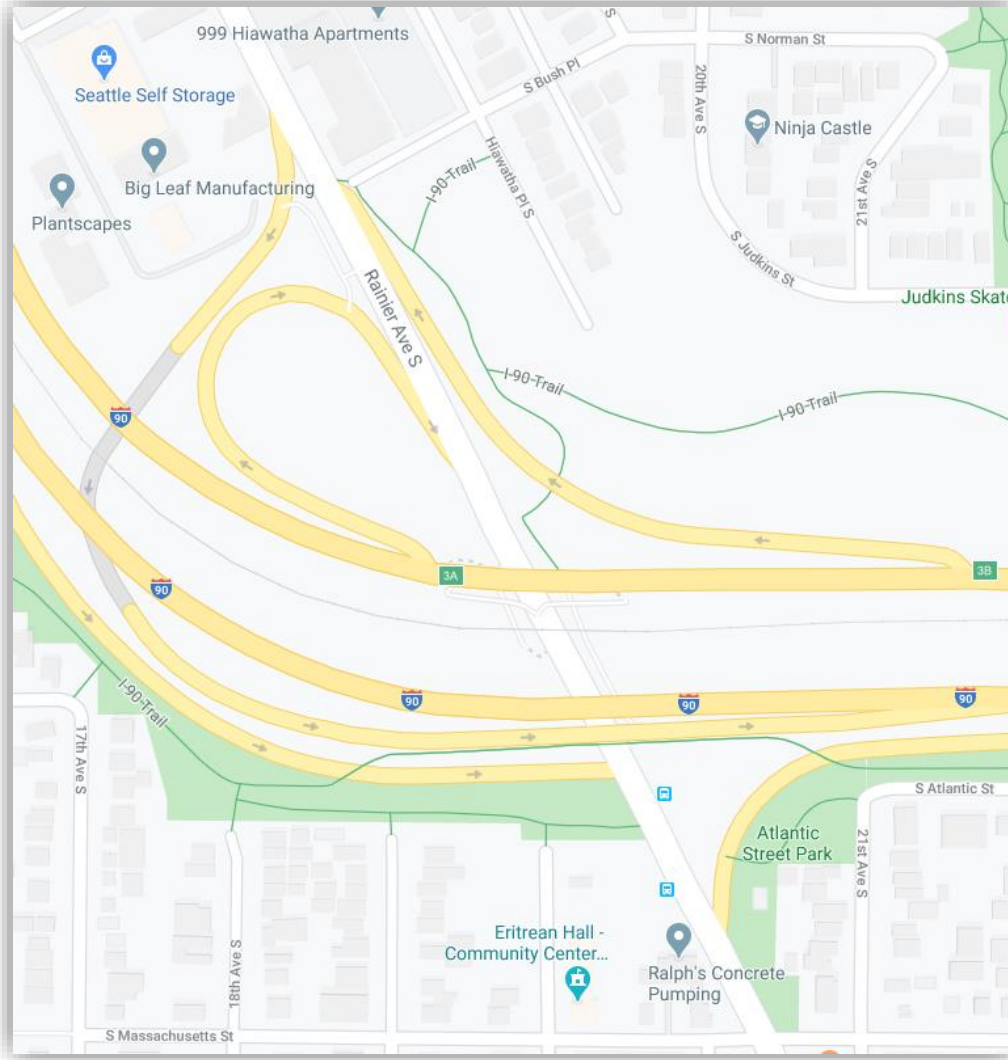 999 Hiawatha Apartments
S Norman St
S
S Bush Pl
Seattle Self Storage
20th Ave S
Ninja Castle
Big Leaf Manufacturing
I-90-Trail
Hiawatha Pl S
21st Ave S
Plantscapes
S Judkins St
Rainier Ave S
Judkins Skat
I-90-Trail
I-90-Trail
90
3A
3B
90
90
90
90
I-90-Trail
17th Ave S
S Atlantic St
Atlantic
Street Park
21st Ave S
Eritrean Hall -
Community Center...
18th Ave S
Ralph's Concrete
Pumping
S Massachusetts St